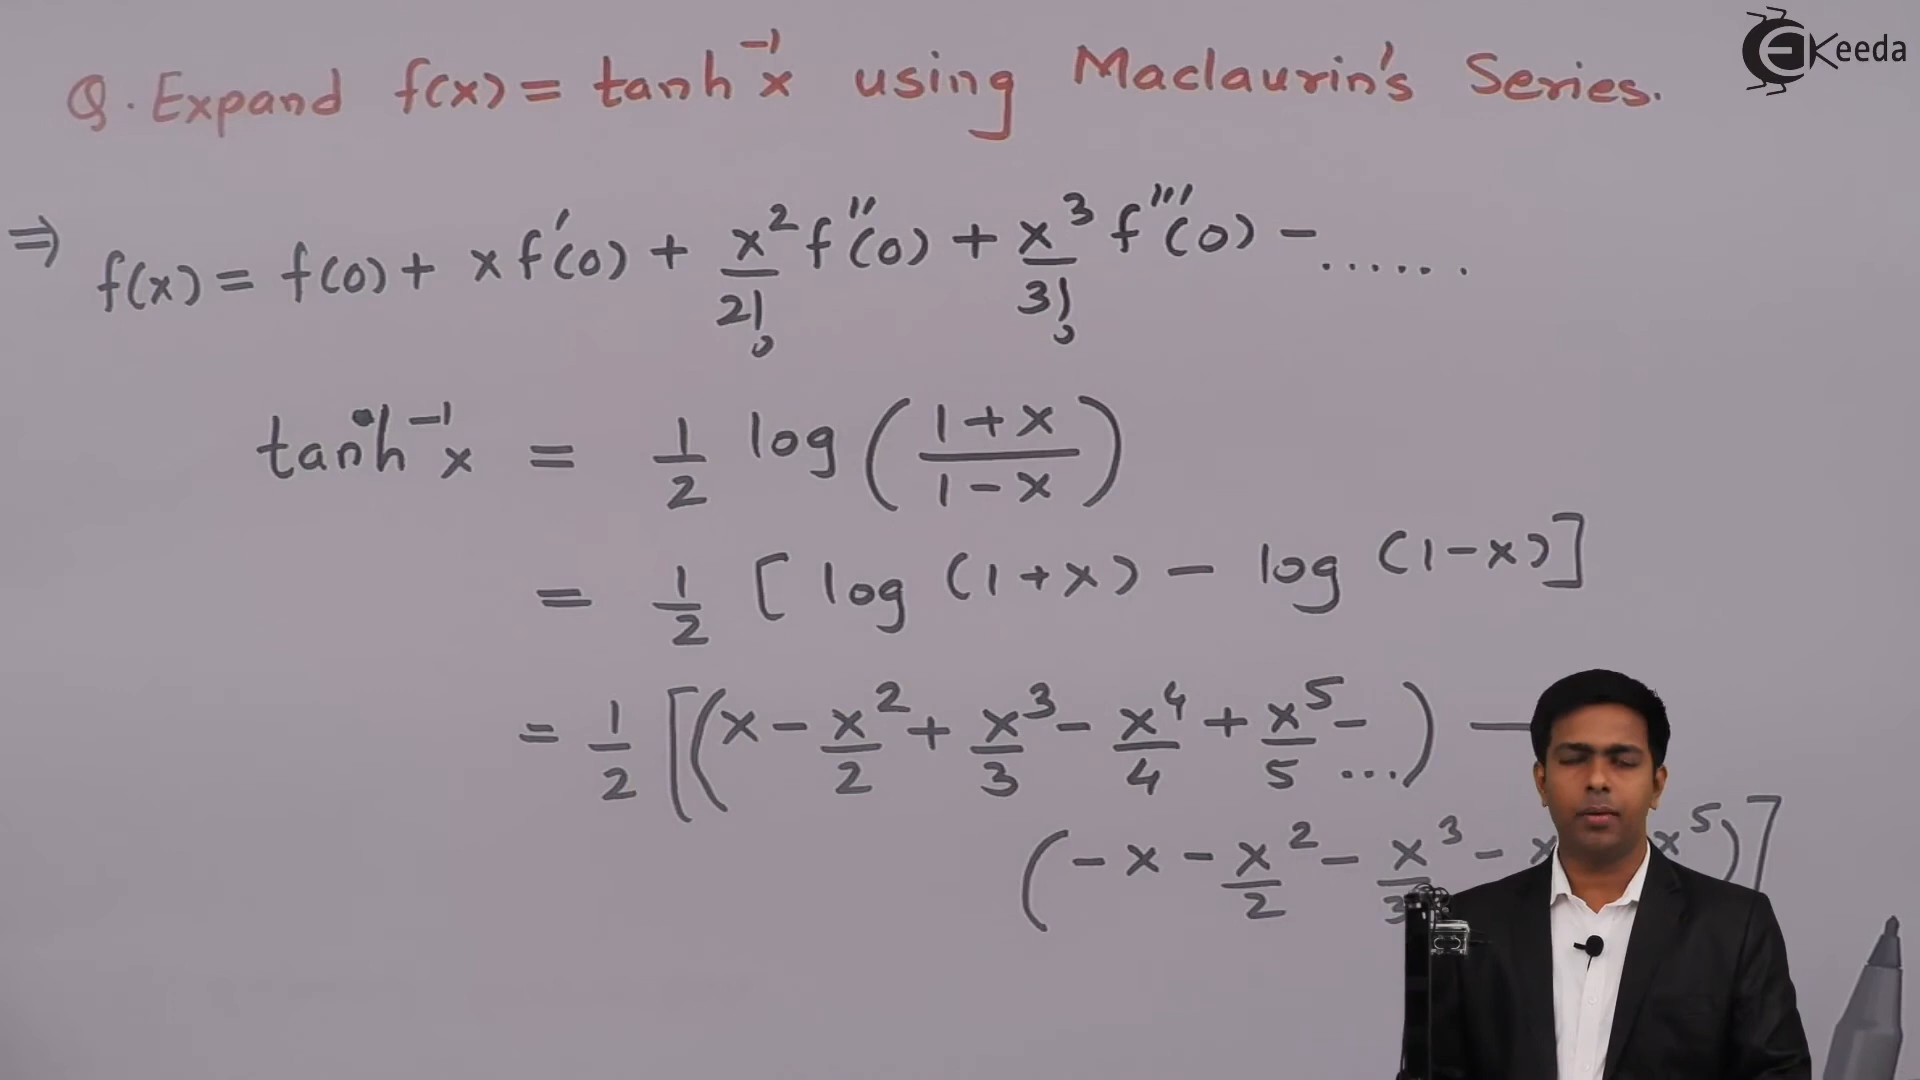 Keeda
Q. Expand f(x) = tanh⁻¹x using Maclaurin's Series.
⇒ f(x) = f(0) + x f'(0) + x²/2! f''(0) + x³/3! f'''(0) - ......
tanh⁻¹x = 1/2 log ( (1+x)/(1-x) )
= 1/2 [ log (1+x) - log (1-x) ]
= 1/2 [ ( x - x²/2 + x³/3 - x⁴/4 + x⁵/5 - ... ) -
( -x - x²/2 - x³/3 - x x⁵ ) ]